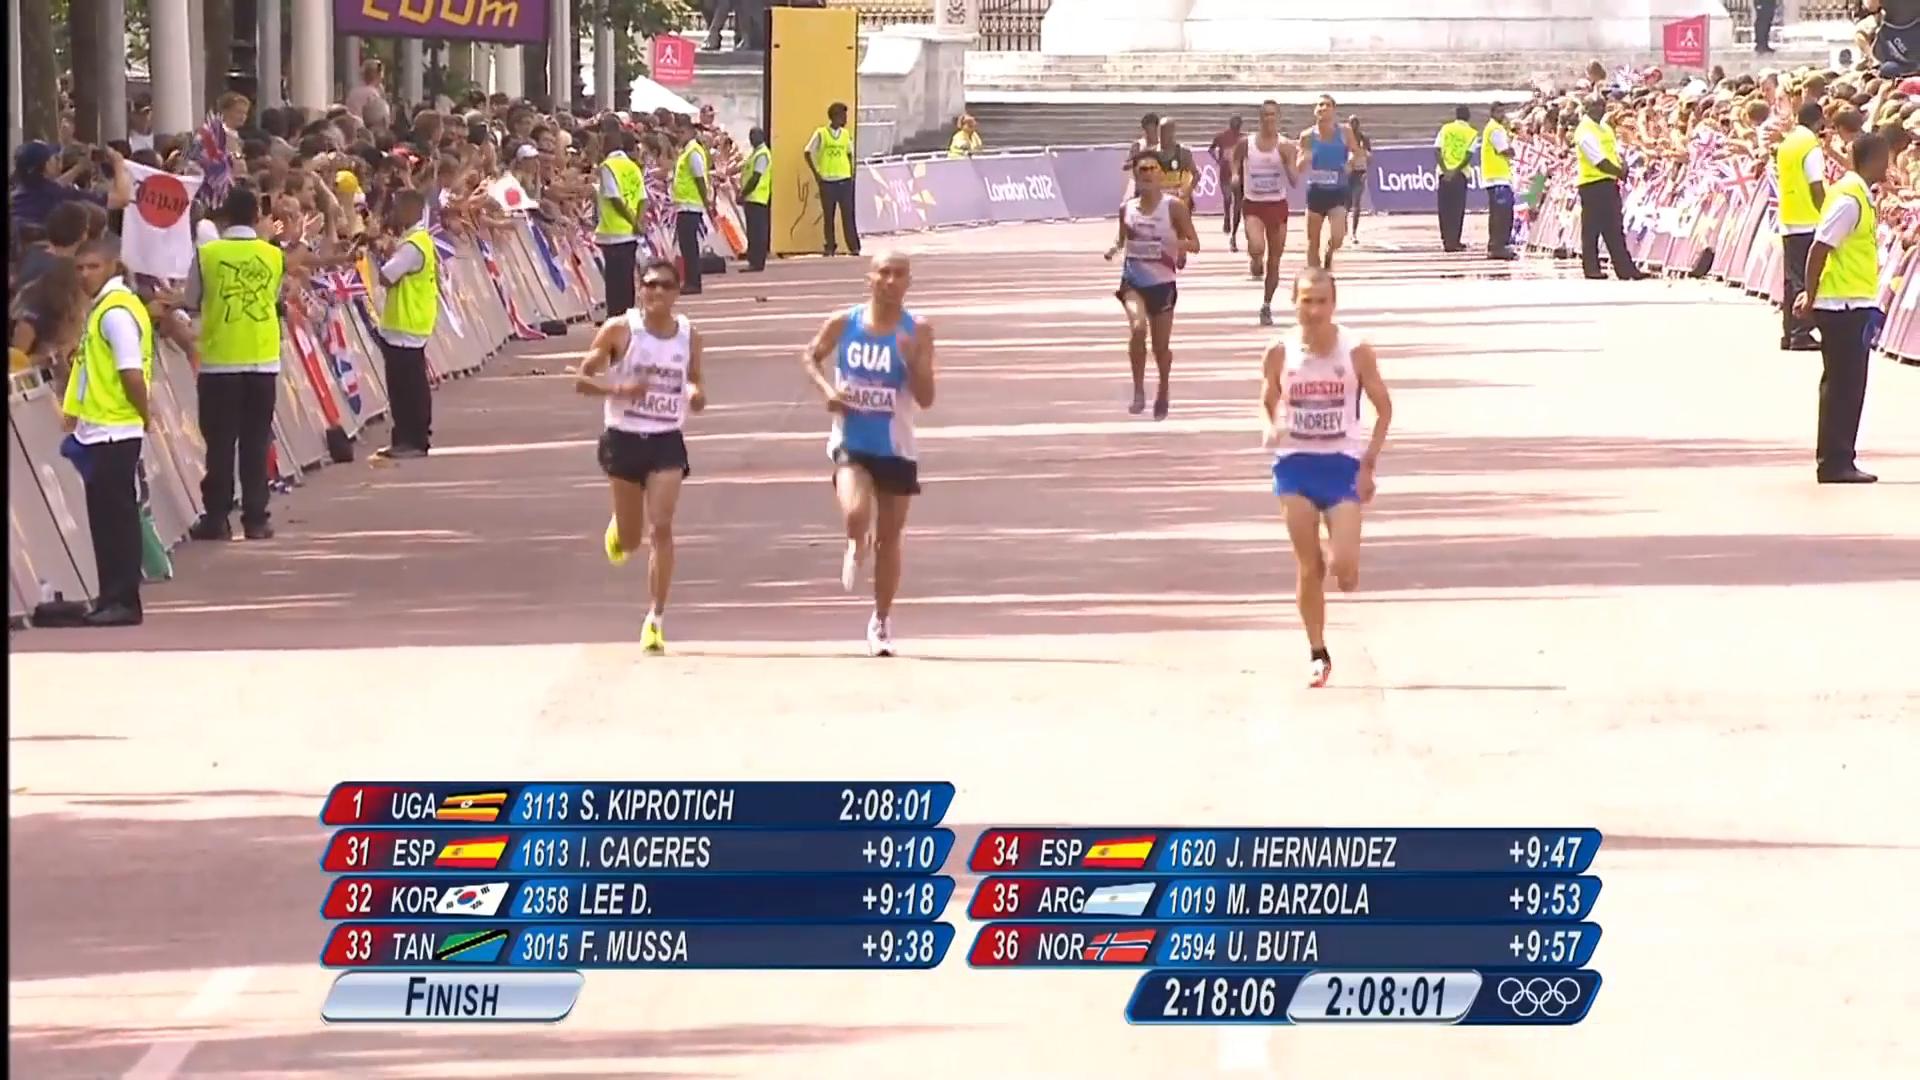 200m
Japan
London 2012
London 2012
GUA
VARGAS
GARCIA
RUSSIA
ANDREEV
1 UGA 3113 S. KIPROTICH 2:08:01
31 ESP 1613 I. CACERES +9:10
32 KOR 2358 LEE D. +9:18
33 TAN 3015 F. MUSSA +9:38
34 ESP 1620 J. HERNANDEZ +9:47
35 ARG 1019 M. BARZOLA +9:53
36 NOR 2594 U. BUTA +9:57
FINISH
2:18:06 2:08:01